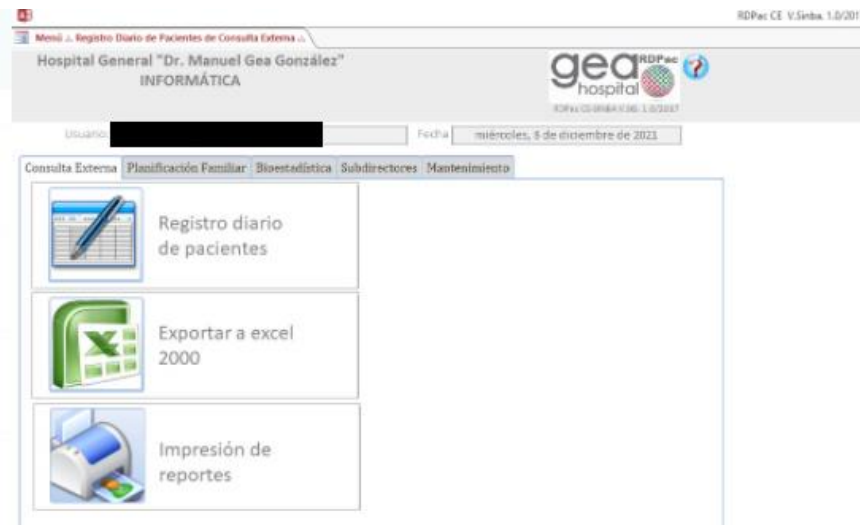 RDPac CE V.Sinba. 1.0/201
Menú .:. Registro Diario de Pacientes de Consulta Externa .:.
Hospital General "Dr. Manuel Gea González"
INFORMÁTICA
gea RDPac
hospital
Usuario:
Fecha miércoles, 8 de diciembre de 2021
Consulta Externa Planificación Familiar Bioestadística Subdirectores Mantenimiento
Registro diario
de pacientes
Exportar a excel
2000
Impresión de
reportes